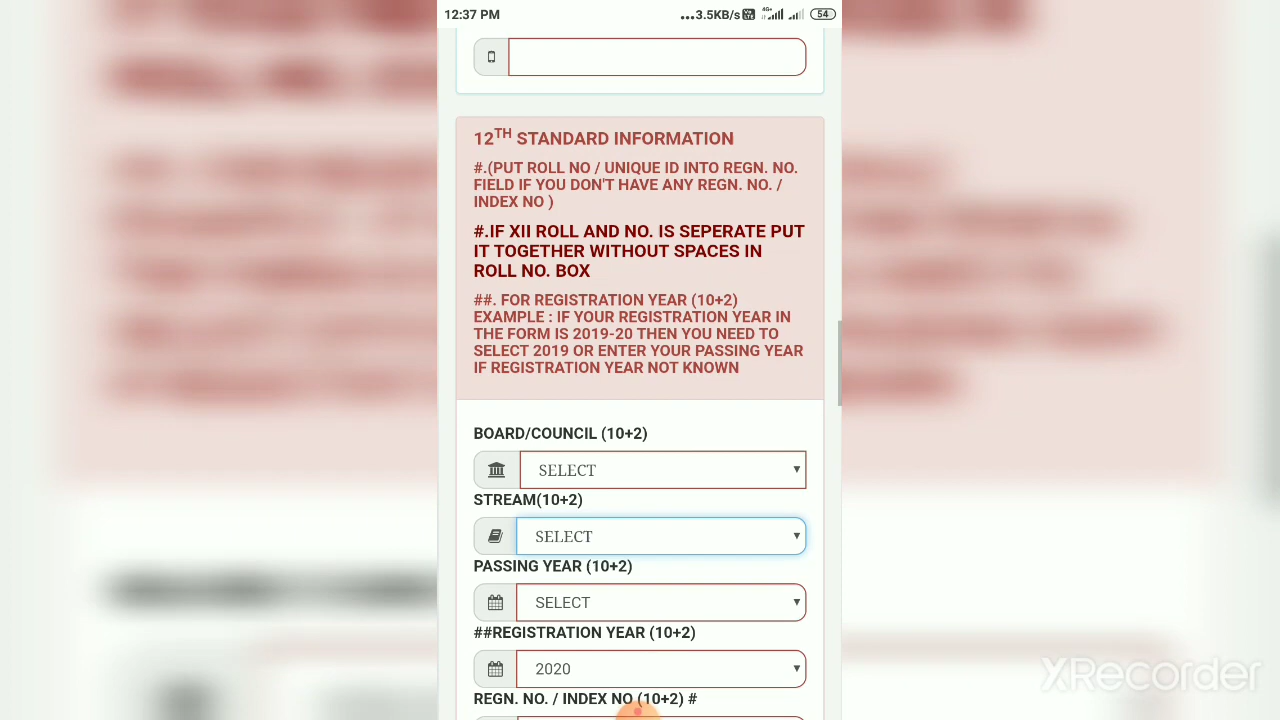 12:37 PM
...3.5KB/s
4G+
54
12TH STANDARD INFORMATION
#.(PUT ROLL NO / UNIQUE ID INTO REGN. NO.
FIELD IF YOU DON'T HAVE ANY REGN. NO. /
INDEX NO )
#.IF XII ROLL AND NO. IS SEPERATE PUT
IT TOGETHER WITHOUT SPACES IN
ROLL NO. BOX
##. FOR REGISTRATION YEAR (10+2)
EXAMPLE : IF YOUR REGISTRATION YEAR IN
THE FORM IS 2019-20 THEN YOU NEED TO
SELECT 2019 OR ENTER YOUR PASSING YEAR
IF REGISTRATION YEAR NOT KNOWN
BOARD/COUNCIL (10+2)
SELECT
STREAM(10+2)
SELECT
PASSING YEAR (10+2)
SELECT
##REGISTRATION YEAR (10+2)
2020
REGN. NO. / INDEX NO (10+2) #
XRecorder